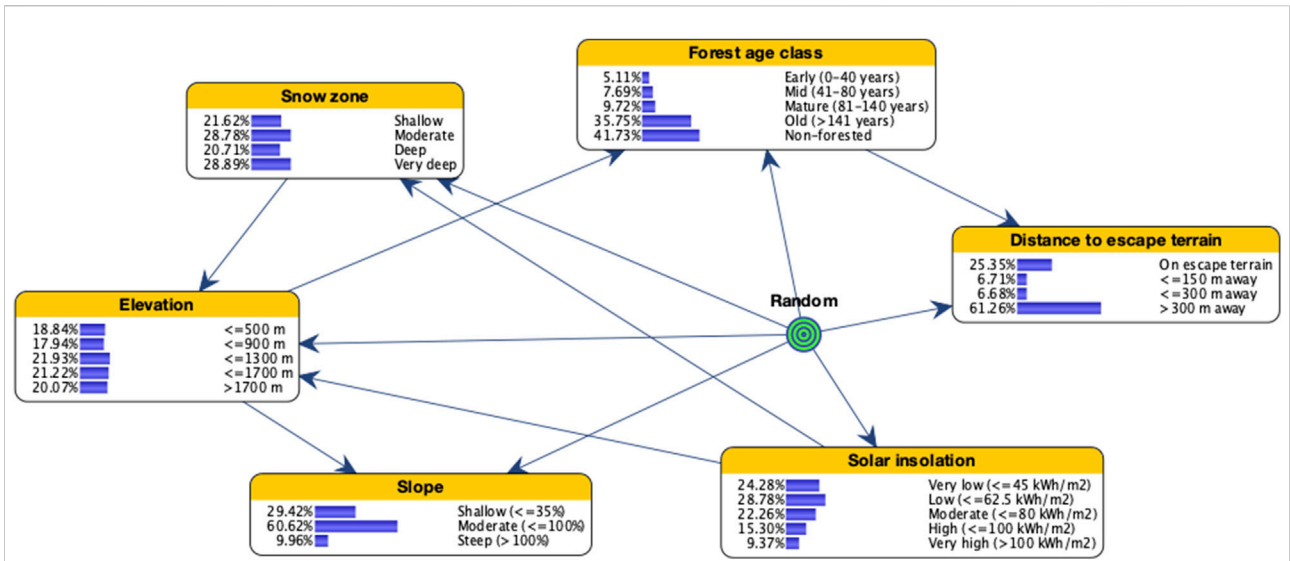 Forest age class
5.11% Early (0-40 years)
7.69% Mid (41-80 years)
9.72% Mature (81-140 years)
35.75% Old (>141 years)
41.73% Non-forested
Snow zone
21.62% Shallow
28.78% Moderate
20.71% Deep
28.89% Very deep
Distance to escape terrain
25.35% On escape terrain
6.71% <=150 m away
6.68% <=300 m away
61.26% >300 m away
Random
Elevation
18.84% <=500 m
17.94% <=900 m
21.93% <=1300 m
21.22% <=1700 m
20.07% >1700 m
Slope
29.42% Shallow (<=35%)
60.62% Moderate (<=100%)
9.96% Steep (>100%)
Solar insolation
24.28% Very low (<=45 kWh/m2)
28.78% Low (<=62.5 kWh/m2)
22.26% Moderate (<=80 kWh/m2)
15.30% High (<=100 kWh/m2)
9.37% Very high (>100 kWh/m2)